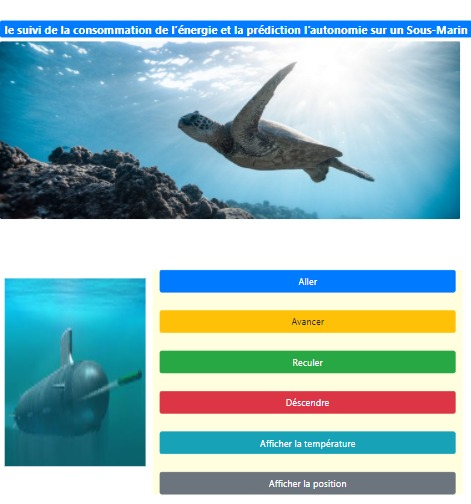 le suivi de la consommation de l'énergie et la prédiction l'autonomie sur un Sous-Marin
Aller
Avancer
Reculer
Déscendre
Afficher la température
Afficher la position